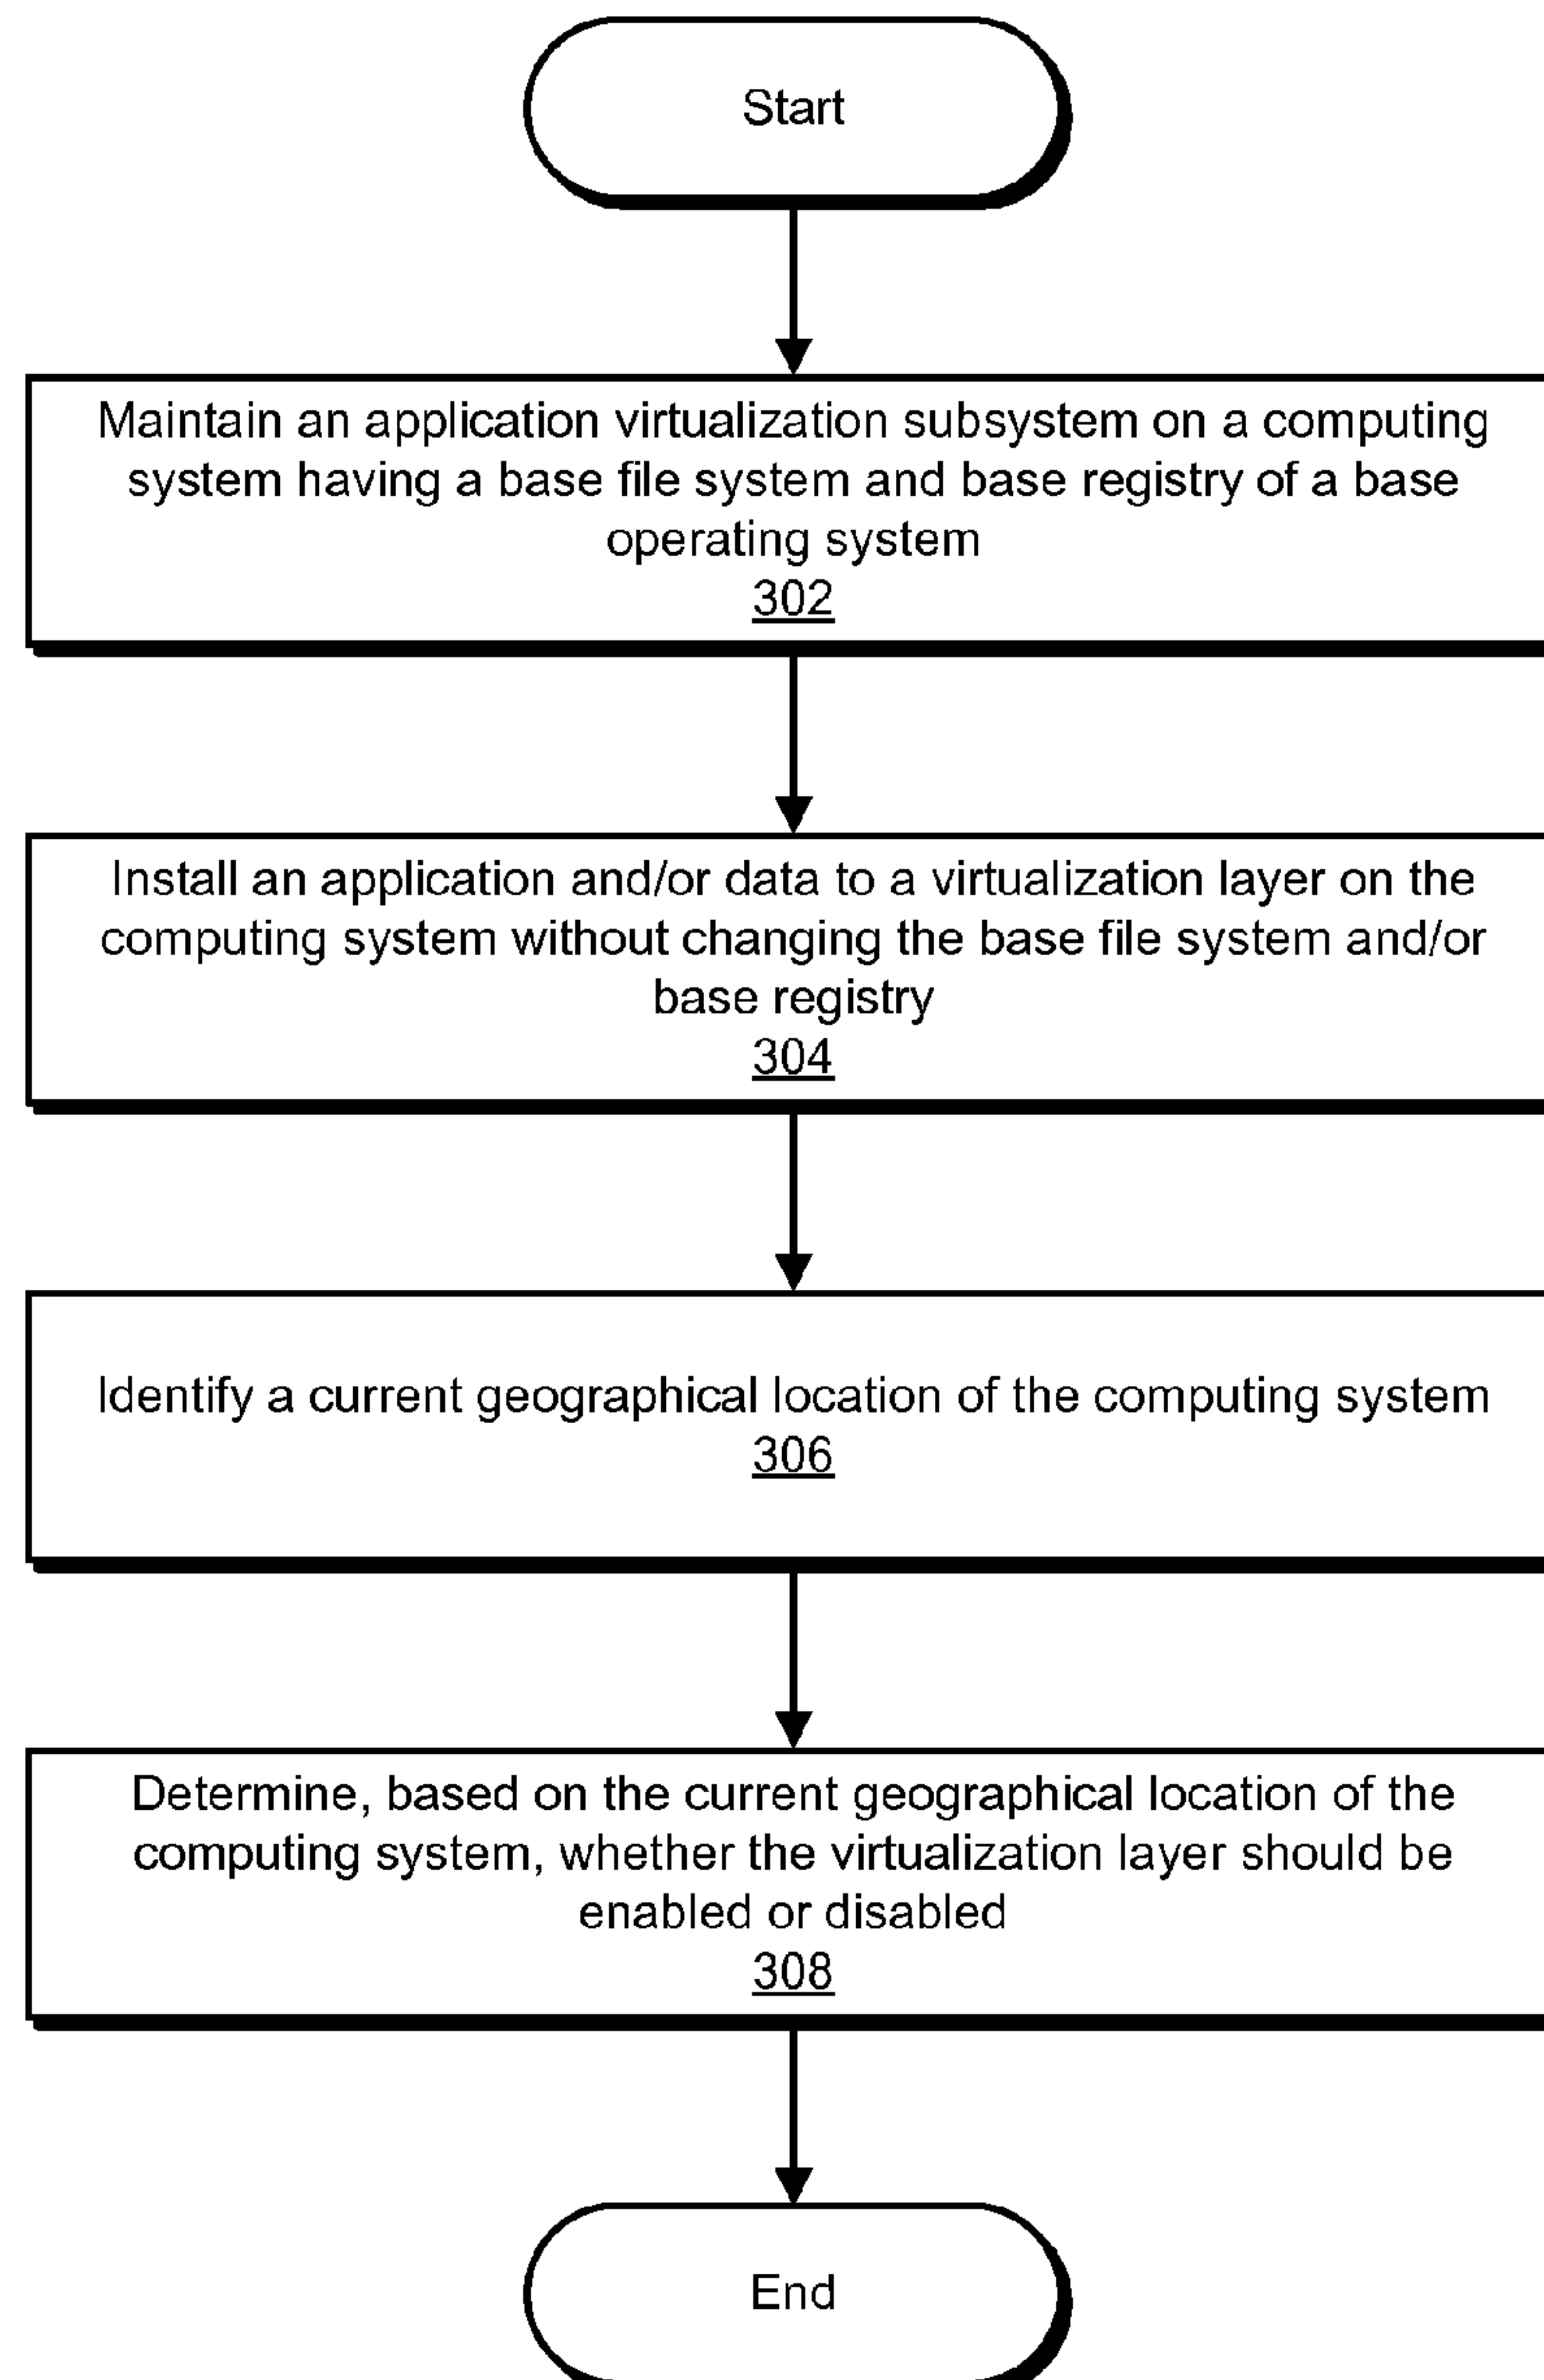 Start
Maintain an application virtualization subsystem on a computing
system having a base file system and base registry of a base
operating system
302
Install an application and/or data to a virtualization layer on the
computing system without changing the base file system and/or
base registry
304
Identify a current geographical location of the computing system
306
Determine, based on the current geographical location of the
computing system, whether the virtualization layer should be
enabled or disabled
308
End